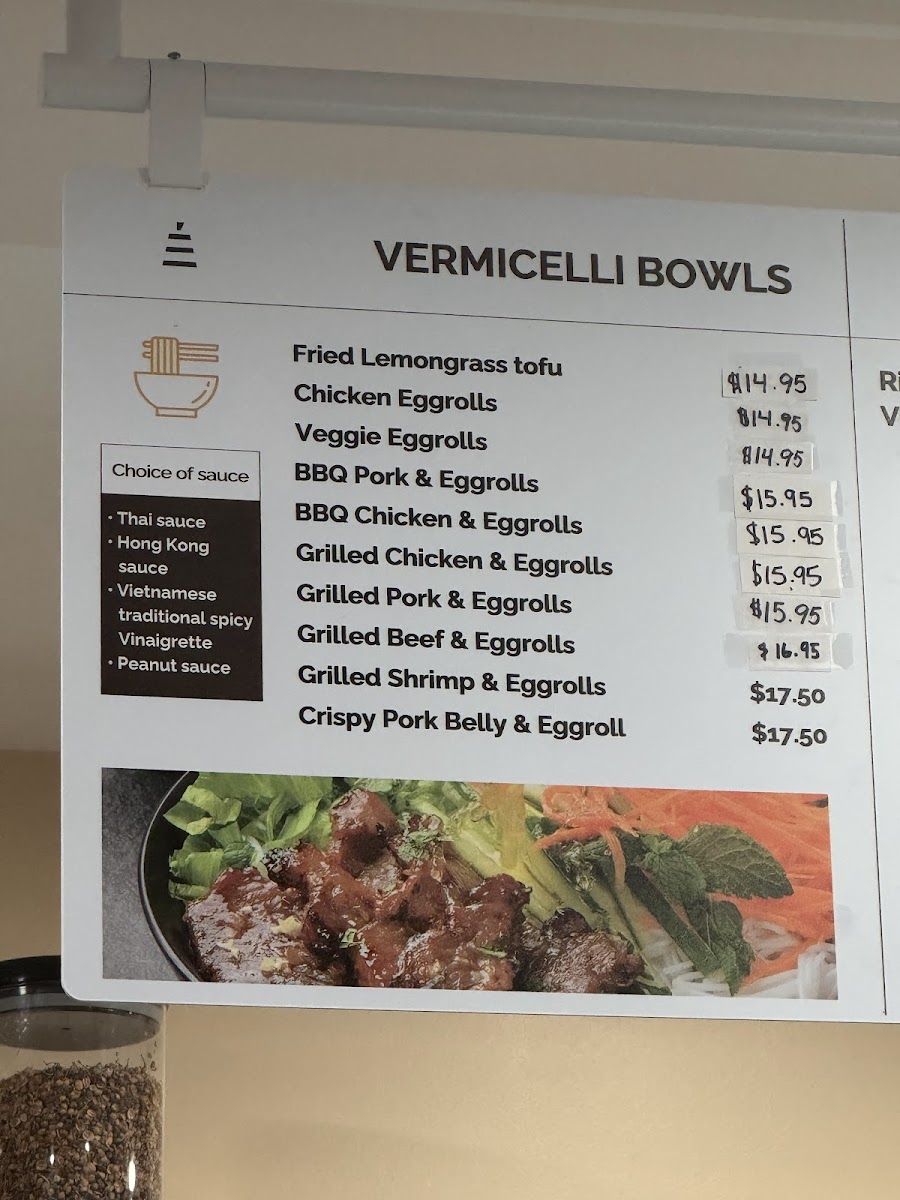 VERMICELLI BOWLS
Fried Lemongrass tofu $14.95
Chicken Eggrolls $14.95
Veggie Eggrolls $14.95
BBQ Pork & Eggrolls $15.95
BBQ Chicken & Eggrolls $15.95
Grilled Chicken & Eggrolls $15.95
Grilled Pork & Eggrolls $15.95
Grilled Beef & Eggrolls $16.95
Grilled Shrimp & Eggrolls $17.50
Crispy Pork Belly & Eggroll $17.50
Choice of sauce
• Thai sauce
• Hong Kong
sauce
• Vietnamese
traditional spicy
Vinaigrette
• Peanut sauce